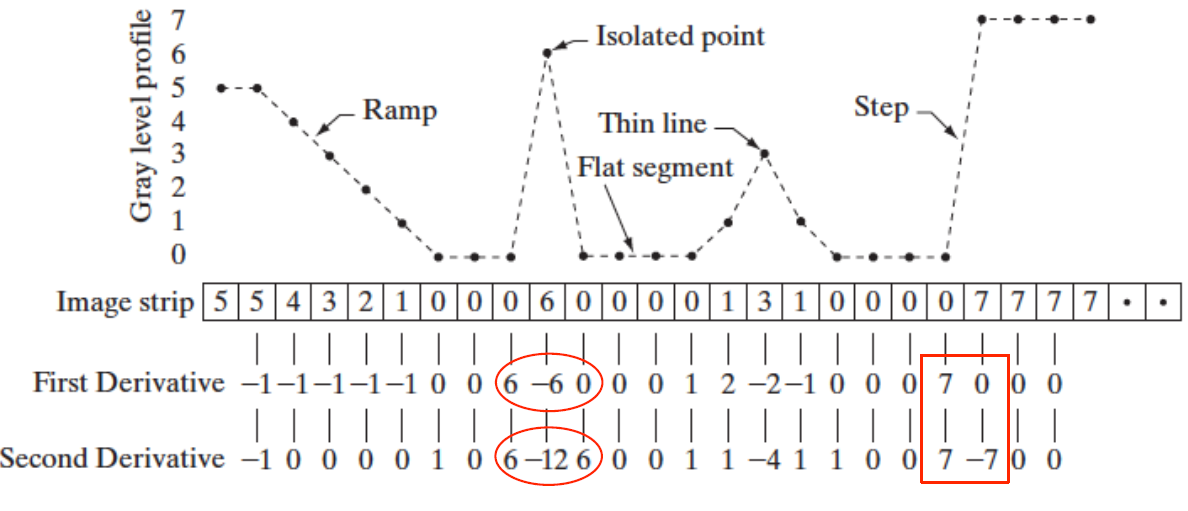 Gray level profile
7
6
5
4
3
2
1
0
Isolated point
Ramp
Thin line
Flat segment
Step
Image strip 5 5 4 3 2 1 0 0 0 6 0 0 0 0 1 3 1 0 0 0 0 7 7 7 7 • •
First Derivative −1 −1 −1 −1 −1 0 0 6 −6 0 0 0 1 2 −2 −1 0 0 0 7 0 0 0
Second Derivative −1 0 0 0 0 1 0 6 −12 6 0 0 1 1 −4 1 1 0 0 7 −7 0 0